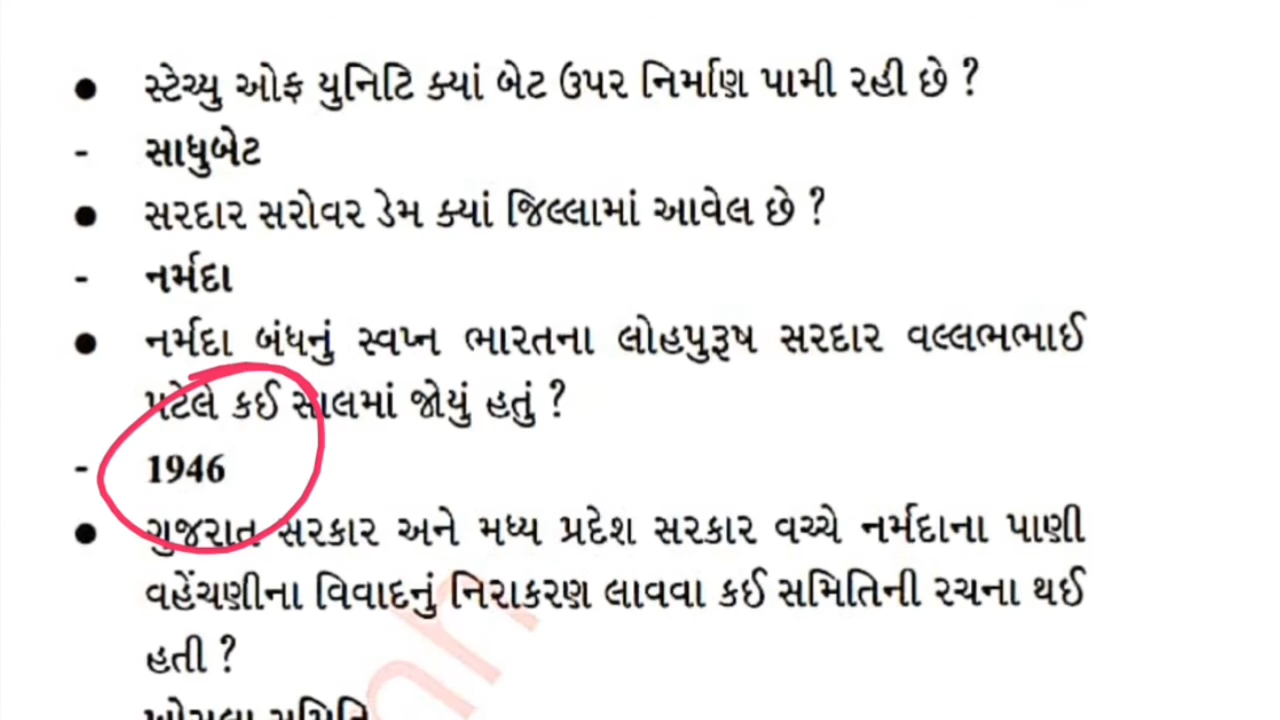 ● સ્ટેચ્યુ ઓફ યુનિટિ ક્યાં બેટ ઉપર નિર્માણ પામી રહી છે ?
- સાધુબેટ
● સરદાર સરોવર ડેમ ક્યાં જિલ્લામાં આવેલ છે ?
- નર્મદા
● નર્મદા બંધનું સ્વપ્ન ભારતના લોહપુરૂષ સરદાર વલ્લભભાઈ
પટેલે કઈ સાલમાં જોયું હતું ?
- 1946
● ગુજરાત સરકાર અને મધ્ય પ્રદેશ સરકાર વચ્ચે નર્મદાના પાણી
વહેંચણીના વિવાદનું નિરાકરણ લાવવા કઈ સમિતિની રચના થઈ
હતી ?
ખોસલા સમિતિ